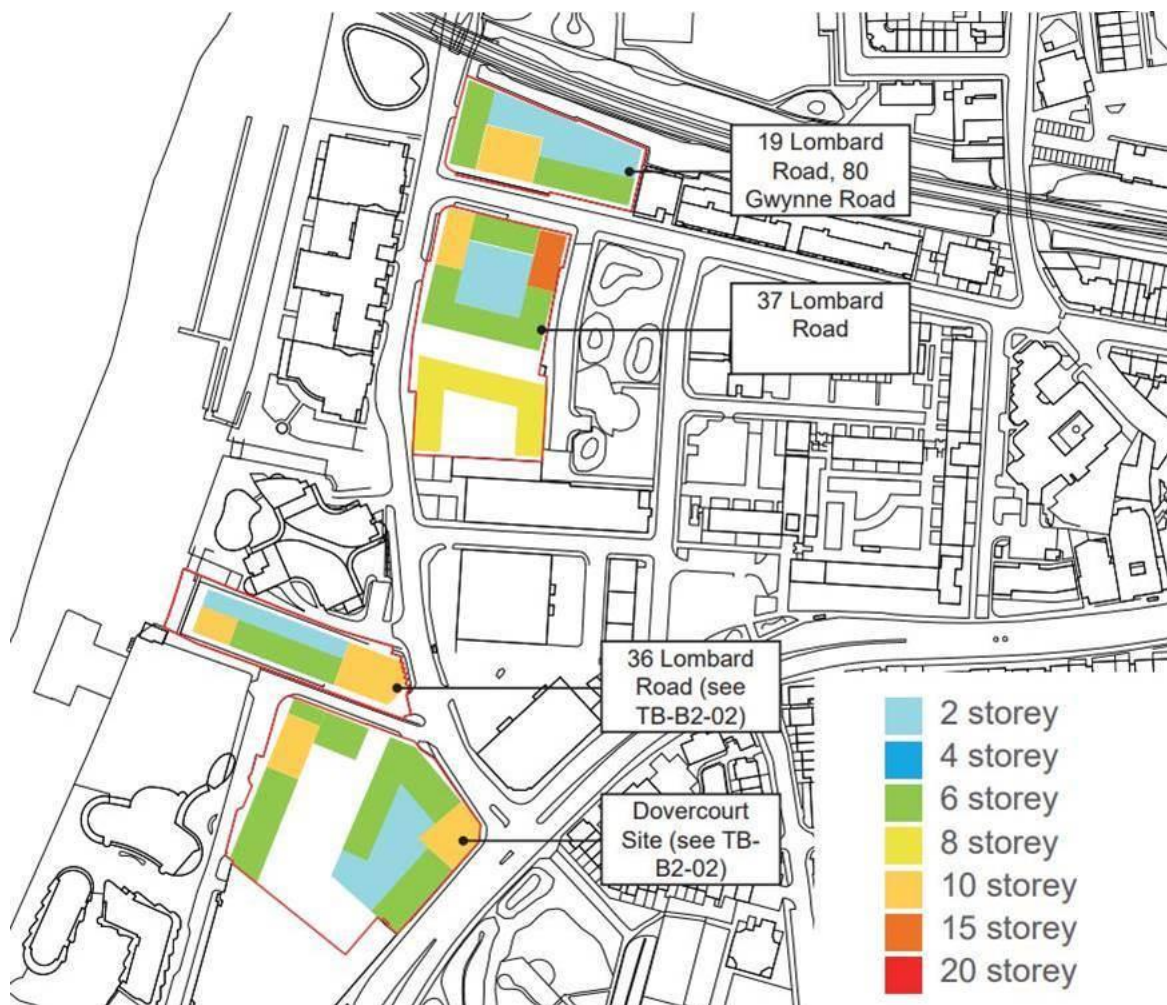 19 Lombard
Road, 80
Gwynne Road
37 Lombard
Road
36 Lombard
Road (see
TB-B2-02)
Dovercourt
Site (see TB-
B2-02)
2 storey
4 storey
6 storey
8 storey
10 storey
15 storey
20 storey